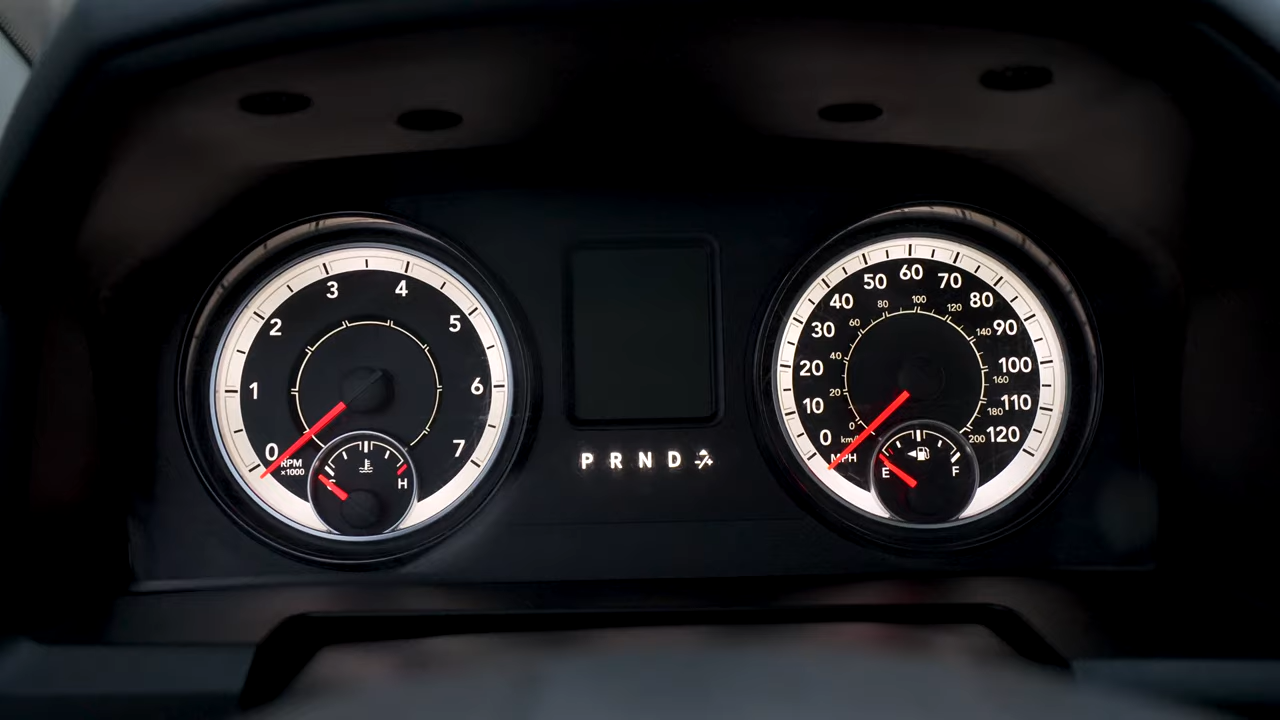 0 1 2 3 4 5 6 7
RPM
×1000
C H
P R N D
0 10 20 30 40 50 60 70 80 90 100 110 120
MPH
0 20 40 60 80 100 120 140 160 180 200
km/
E F